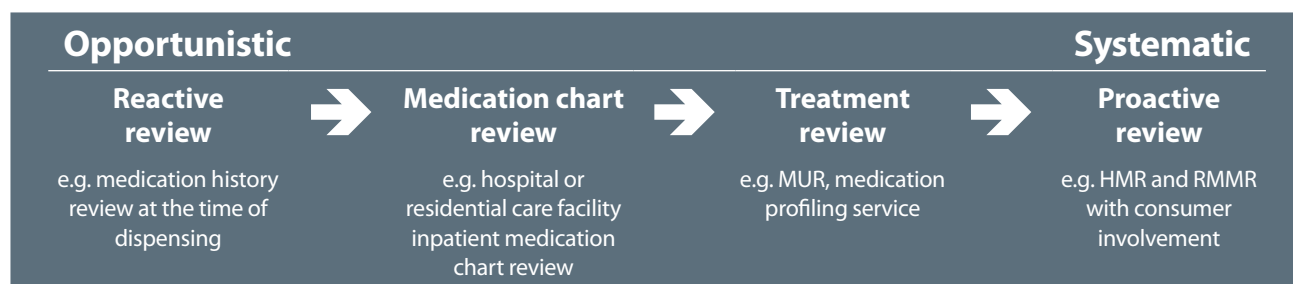 Opportunistic
Systematic
Reactive
review
Medication chart
review
Treatment
review
Proactive
review
e.g. medication history
review at the time of
dispensing
e.g. hospital or
residential care facility
inpatient medication
chart review
e.g. MUR, medication
profiling service
e.g. HMR and RMMR
with consumer
involvement